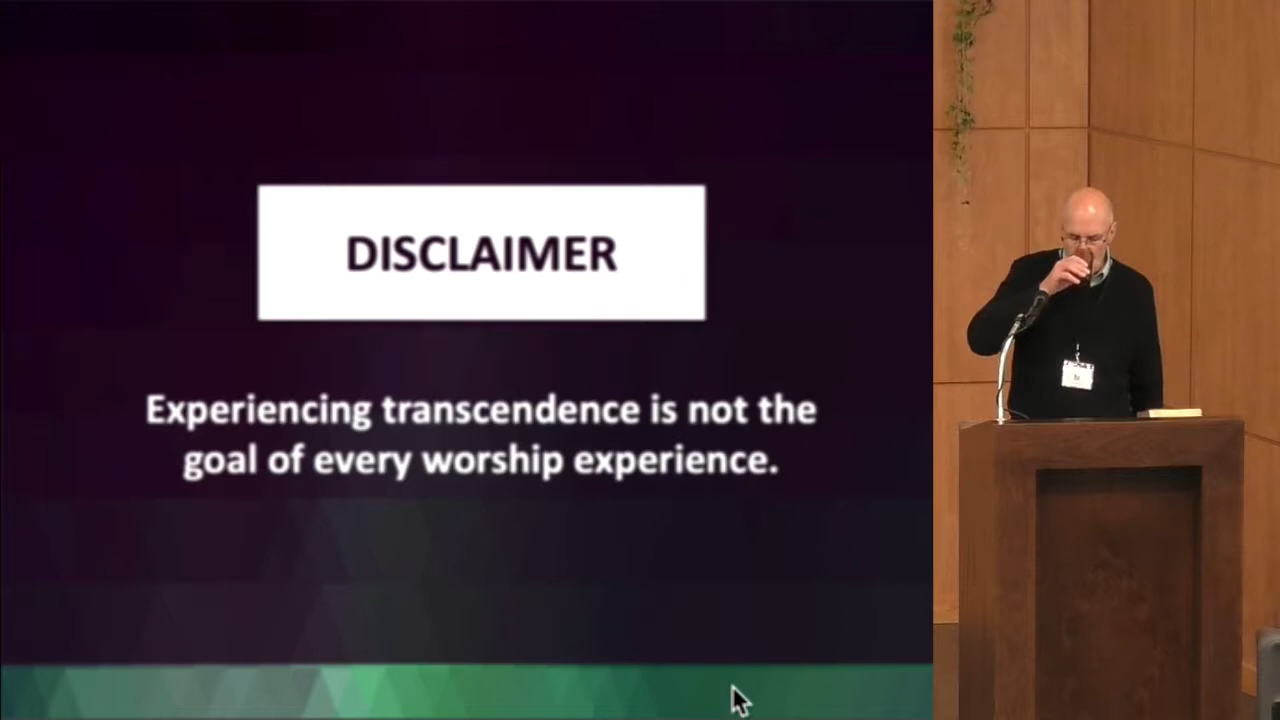 DISCLAIMER
Experiencing transcendence is not the
goal of every worship experience.